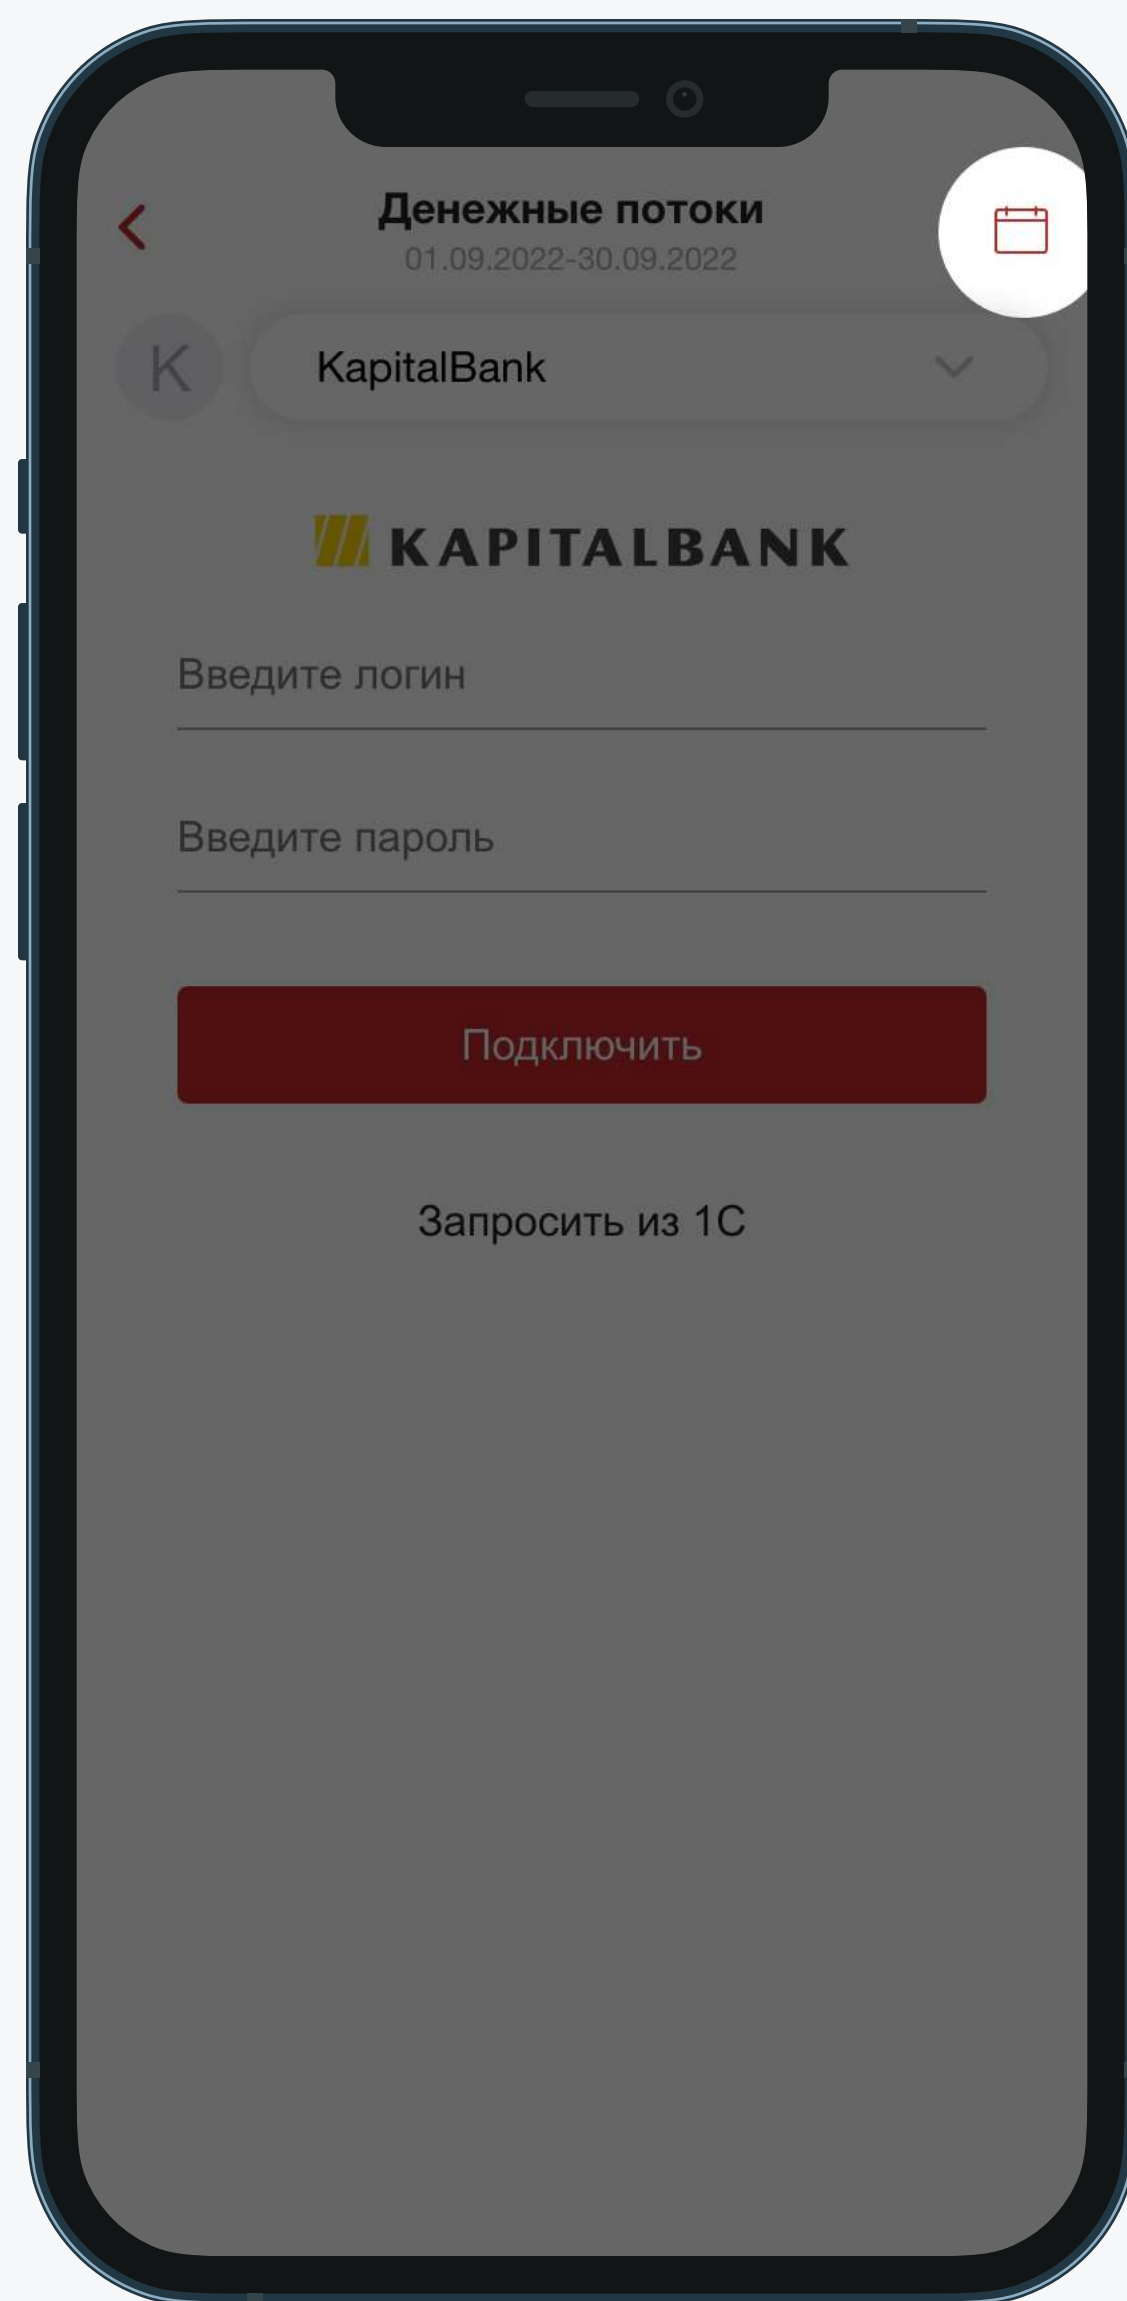 Денежные потоки
01.09.2022-30.09.2022
K
KapitalBank
KAPITALBANK
Введите логин
Введите пароль
Подключить
Запросить из 1С